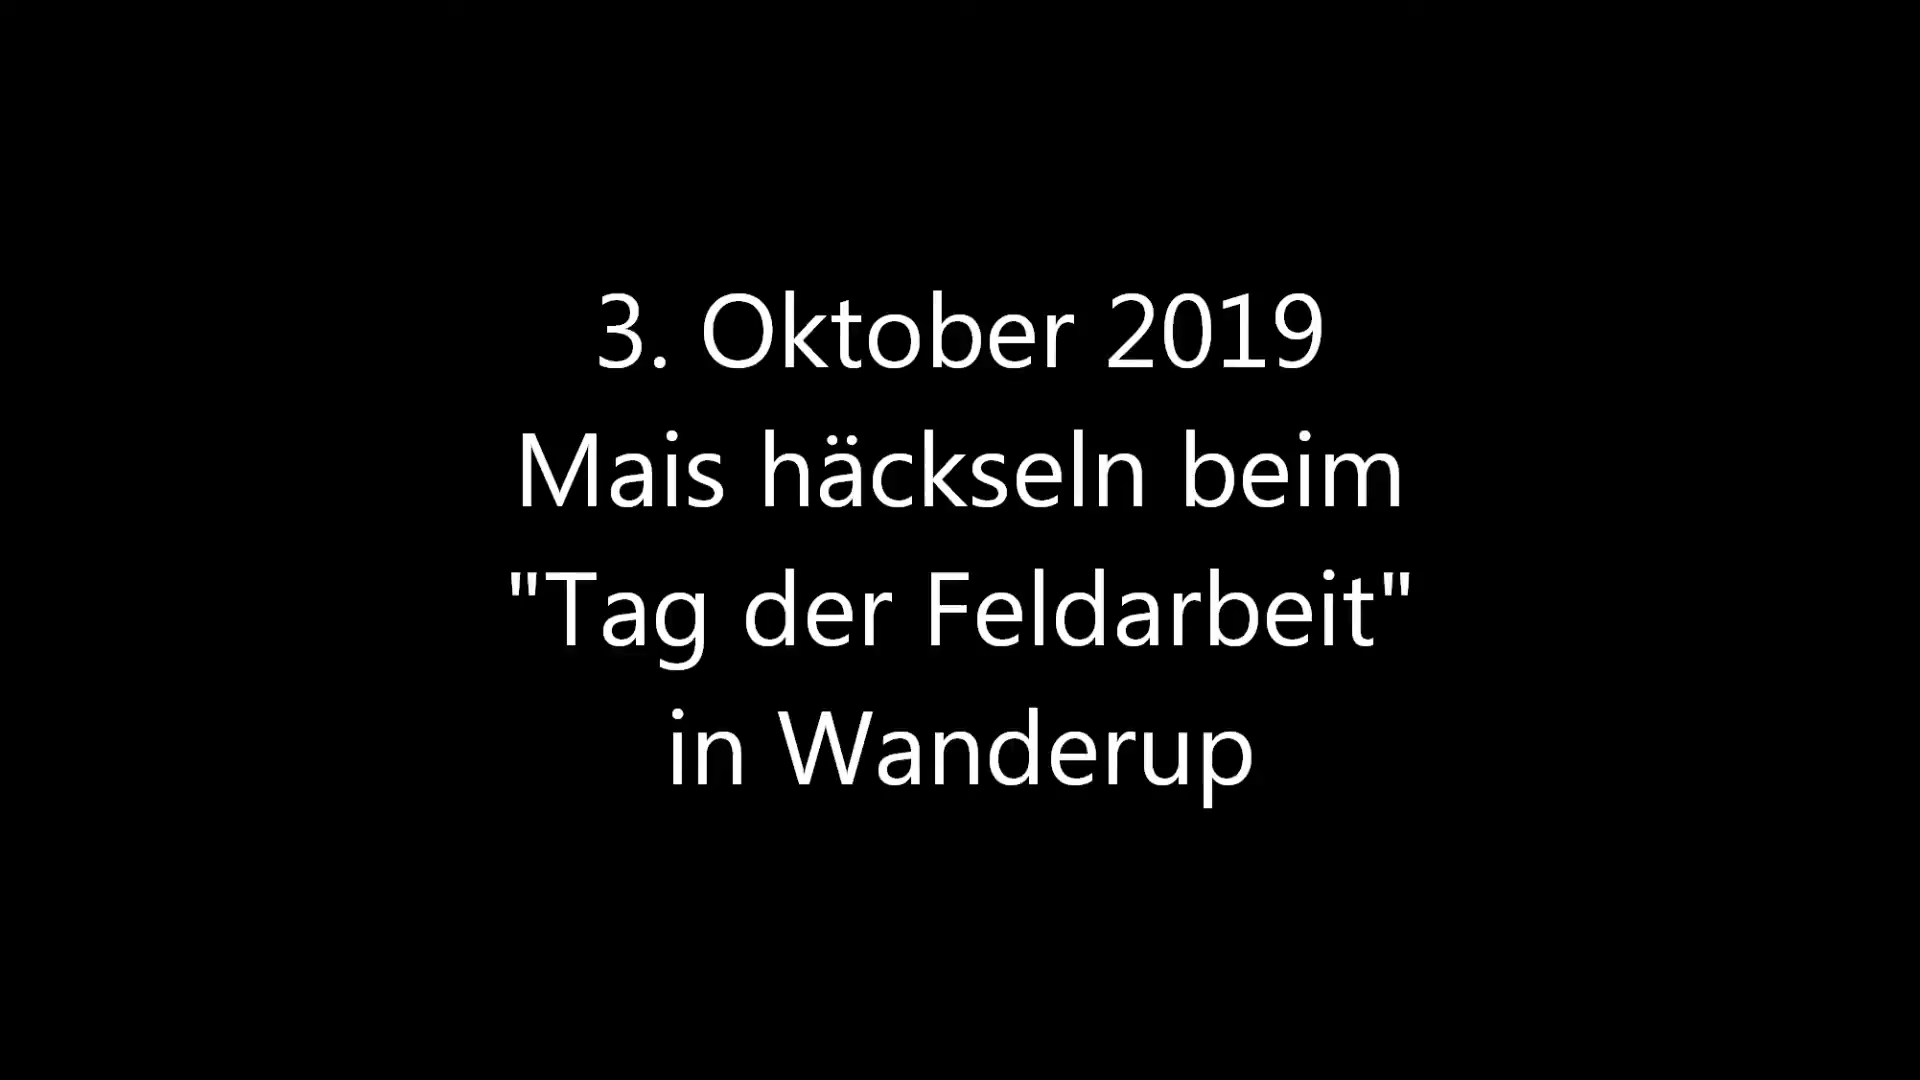 3. Oktober 2019
Mais häckseln beim
"Tag der Feldarbeit"
in Wanderup